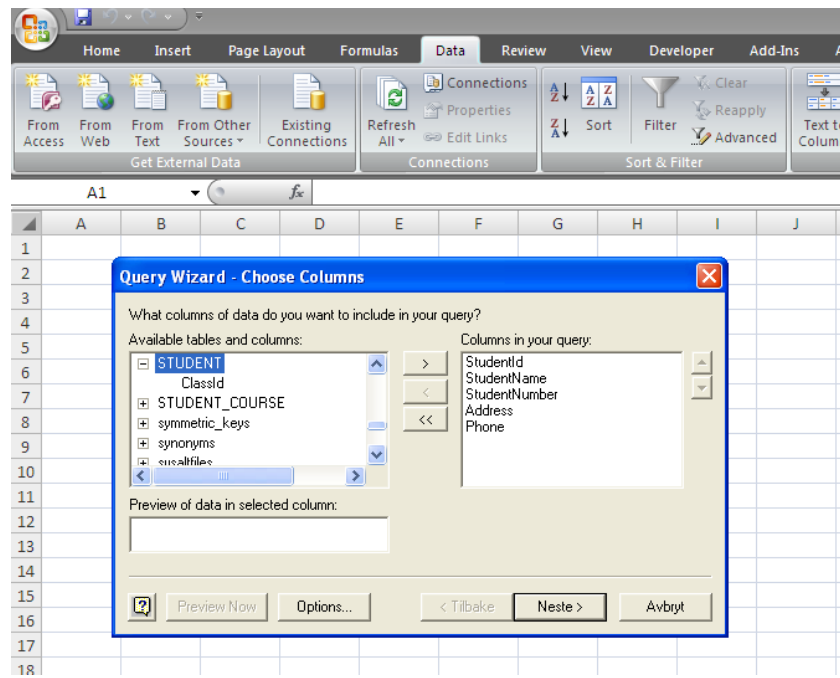 Home Insert Page Layout Formulas Data Review View Developer Add-Ins A
From Access
From Web
From Text
From Other Sources
Existing Connections
Refresh All
Connections
Properties
Edit Links
A Z
Z A
A Z
Z A
Sort
Filter
Clear
Reapply
Advanced
Text t
Colum
Get External Data Connections Sort & Filter
A1 fx
A B C D E F G H I J
1
2
3
4
5
6
7
8
9
10
11
12
13
14
15
16
17
18
Query Wizard - Choose Columns
What columns of data do you want to include in your query?
Available tables and columns:
STUDENT
ClassId
STUDENT_COURSE
symmetric_keys
synonyms
sysaltfiles
Columns in your query:
StudentId
StudentName
StudentNumber
Address
Phone
>
<
<<
Preview of data in selected column:
? Preview Now Options... < Tilbake Neste > Avbryt